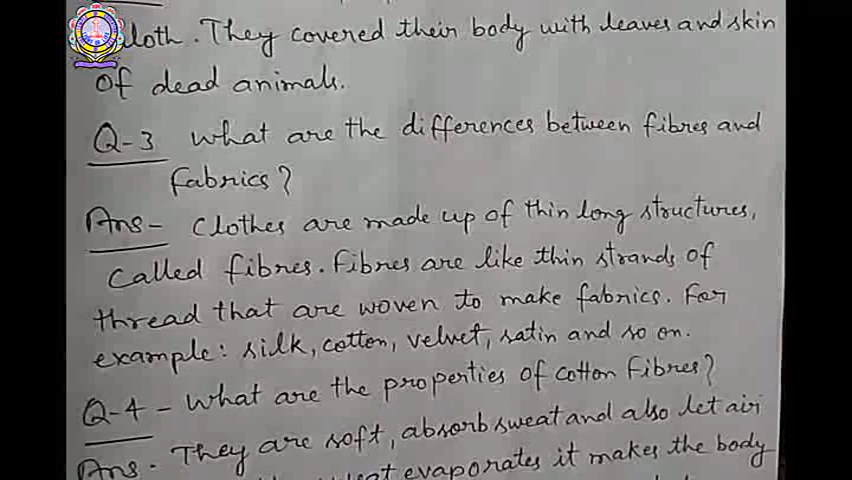 cloth. They covered their body with leaves and skin
of dead animals.
Q-3 What are the differences between fibres and
fabrics?
Ans- Clothes are made up of thin long structures,
called fibres. Fibres are like thin strands of
thread that are woven to make fabrics. For
example: silk, cotton, velvet, satin and so on.
Q-4 - What are the properties of cotton Fibres?
Ans- They are soft, absorb sweat and also let air
evaporates it makes the body